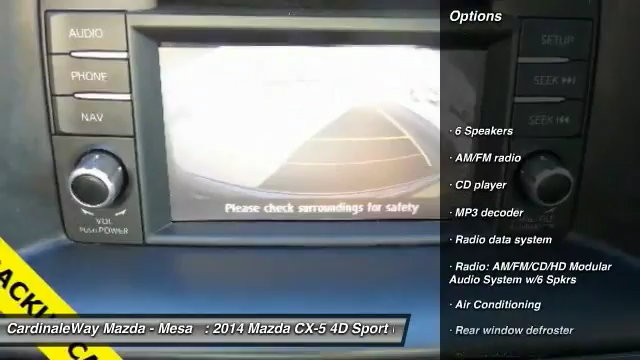 Options
AUDIO
PHONE
NAV
VOL
PUSH POWER
SETUP
SEEK
SEEK
Please check surroundings for safety
· 6 Speakers
· AM/FM radio
· CD player
· MP3 decoder
· Radio data system
· Radio: AM/FM/CD/HD Modular
Audio System w/6 Spkrs
· Air Conditioning
· Rear window defroster
CardinaleWay Mazda - Mesa : 2014 Mazda CX-5 4D Sport